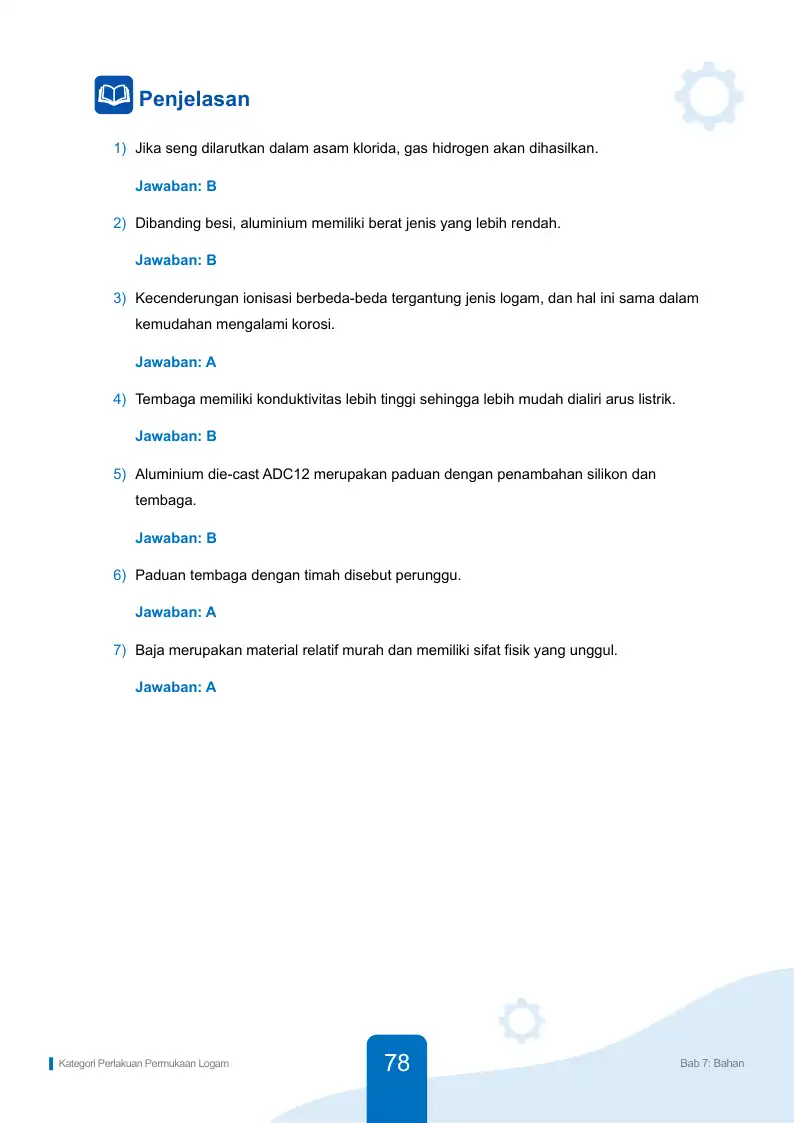 Penjelasan
1) Jika seng dilarutkan dalam asam klorida, gas hidrogen akan dihasilkan.
Jawaban: B
2) Dibanding besi, aluminium memiliki berat jenis yang lebih rendah.
Jawaban: B
3) Kecenderungan ionisasi berbeda-beda tergantung jenis logam, dan hal ini sama dalam
kemudahan mengalami korosi.
Jawaban: A
4) Tembaga memiliki konduktivitas lebih tinggi sehingga lebih mudah dialiri arus listrik.
Jawaban: B
5) Aluminium die-cast ADC12 merupakan paduan dengan penambahan silikon dan
tembaga.
Jawaban: B
6) Paduan tembaga dengan timah disebut perunggu.
Jawaban: A
7) Baja merupakan material relatif murah dan memiliki sifat fisik yang unggul.
Jawaban: A
Kategori Perlakuan Permukaan Logam
78
Bab 7: Bahan